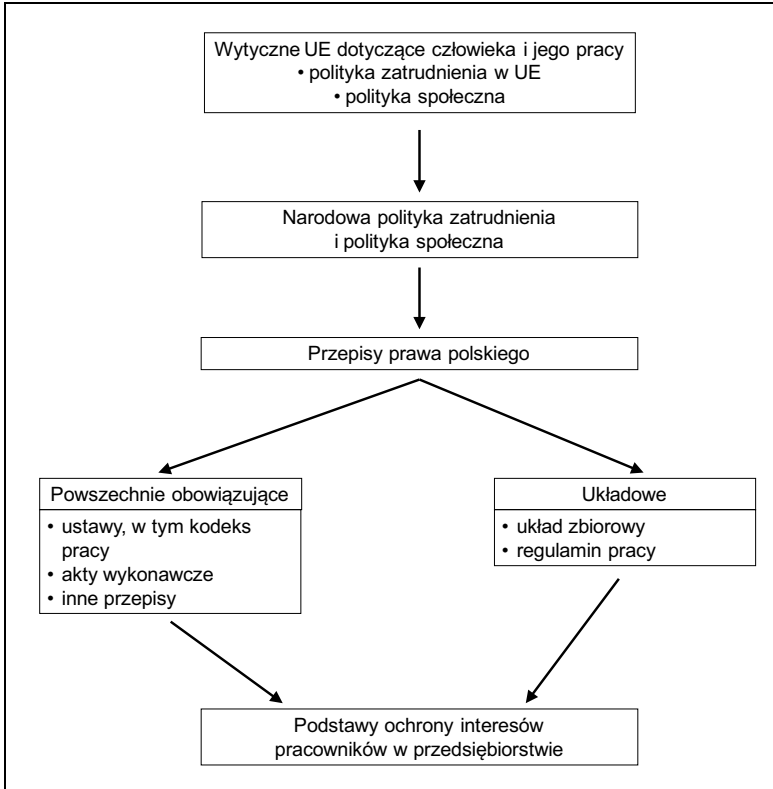 Wytyczne UE dotyczące człowieka i jego pracy
• polityka zatrudnienia w UE
• polityka społeczna
Narodowa polityka zatrudnienia
i polityka społeczna
Przepisy prawa polskiego
Powszechnie obowiązujące
• ustawy, w tym kodeks
pracy
• akty wykonawcze
• inne przepisy
Układowe
• układ zbiorowy
• regulamin pracy
Podstawy ochrony interesów
pracowników w przedsiębiorstwie